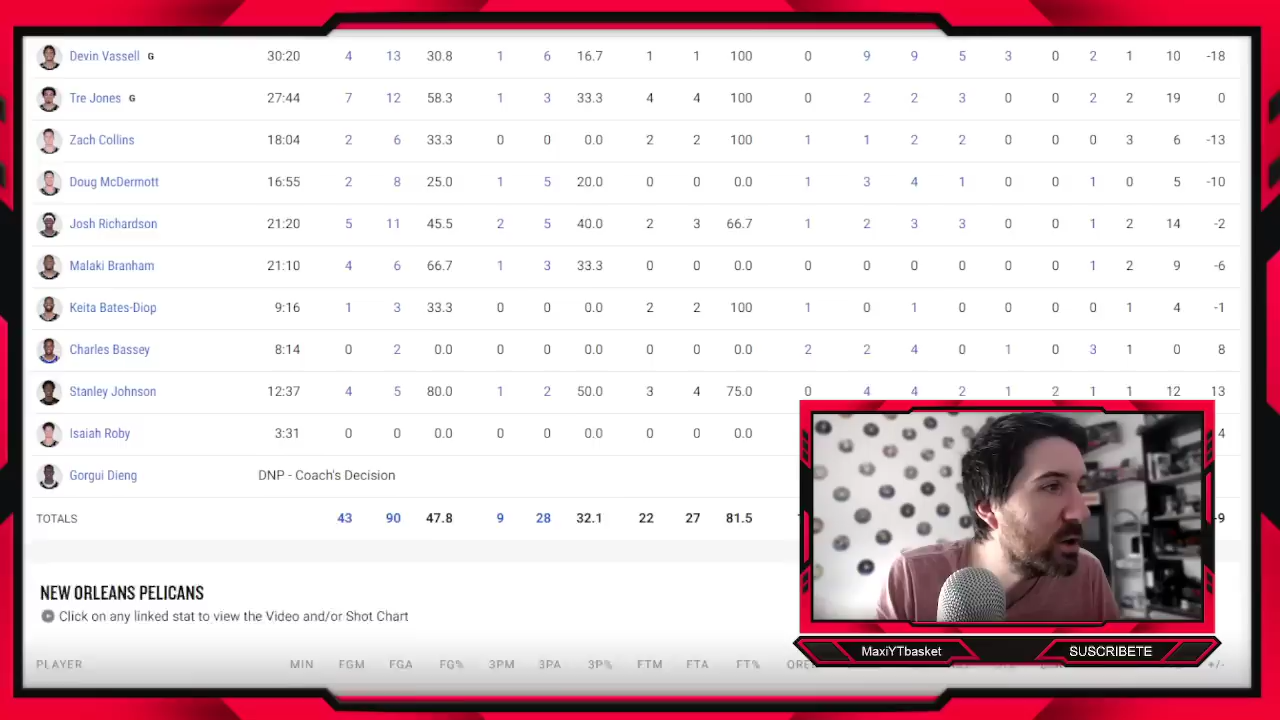 Devin Vassell G 30:20 4 13 30.8 1 6 16.7 1 1 100 0 9 9 5 3 0 2 1 10 -18
Tre Jones G 27:44 7 12 58.3 1 3 33.3 4 4 100 0 2 2 3 0 0 2 2 19 0
Zach Collins 18:04 2 6 33.3 0 0 0.0 2 2 100 1 1 2 2 0 0 0 3 6 -13
Doug McDermott 16:55 2 8 25.0 1 5 20.0 0 0 0.0 1 3 4 1 0 0 1 0 5 -10
Josh Richardson 21:20 5 11 45.5 2 5 40.0 2 3 66.7 1 2 3 3 0 0 1 2 14 -2
Malaki Branham 21:10 4 6 66.7 1 3 33.3 0 0 0.0 0 0 0 0 0 0 1 2 9 -6
Keita Bates-Diop 9:16 1 3 33.3 0 0 0.0 2 2 100 1 0 1 0 0 0 0 1 4 -1
Charles Bassey 8:14 0 2 0.0 0 0 0.0 0 0 0.0 2 2 4 0 1 0 3 1 0 8
Stanley Johnson 12:37 4 5 80.0 1 2 50.0 3 4 75.0 0 4 4 2 1 2 1 1 12 13
Isaiah Roby 3:31 0 0 0.0 0 0 0.0 0 0 0.0 4
Gorgui Dieng DNP - Coach's Decision
TOTALS 43 90 47.8 9 28 32.1 22 27 81.5 -9
NEW ORLEANS PELICANS
Click on any linked stat to view the Video and/or Shot Chart
MaxiYTbasket SUSCRIBETE
PLAYER MIN FGM FGA FG% 3PM 3PA 3P% FTM FTA FT% +/-